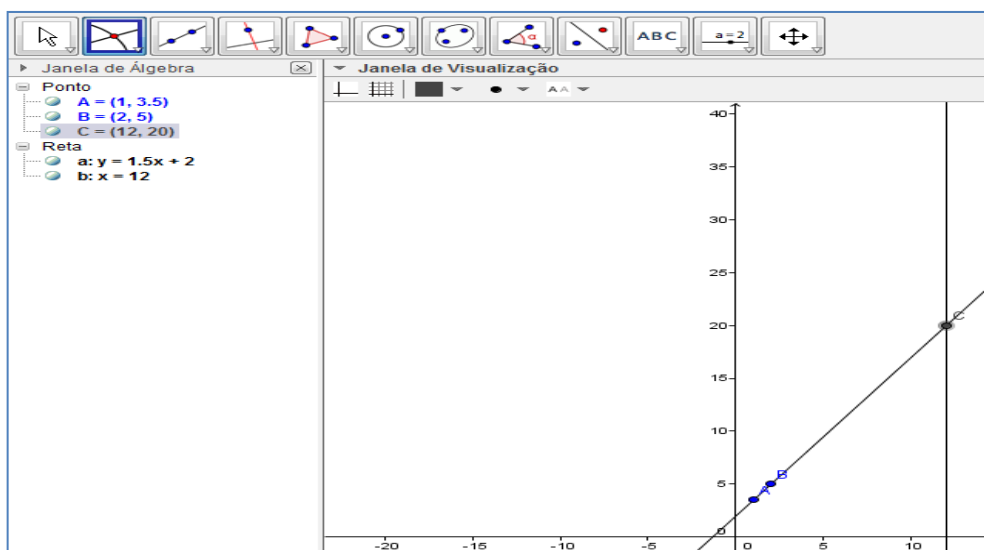 ABC
a=2
α
Janela de Álgebra
Janela de Visualização
Ponto
AA
A = (1, 3.5)
B = (2, 5)
C = (12, 20)
Reta
a: y = 1.5x + 2
b: x = 12
40
35
30
25
20
C
15
10
5
B
A
0
-20
-15
-10
-5
0
5
10